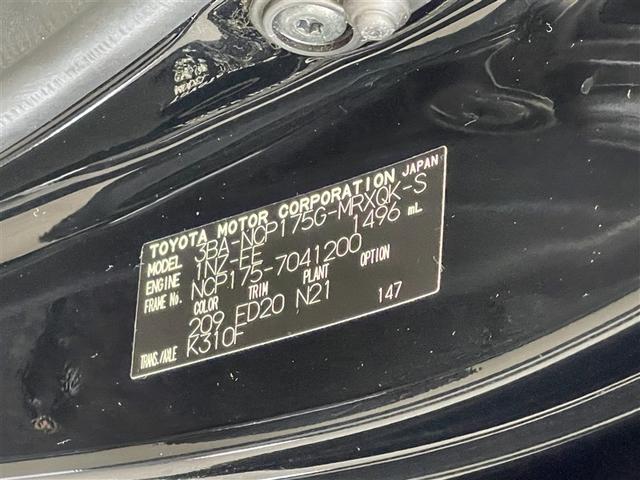 TOYOTA MOTOR CORPORATION JAPAN
MODEL 3BA-NCP175G-MRXQK-S
ENGINE 1NZ-FE 1496 mL
FRAME No. NCP175-7041200
COLOR TRIM PLANT OPTION
209 FD20 N21 147
TRANS./AXLE K310F